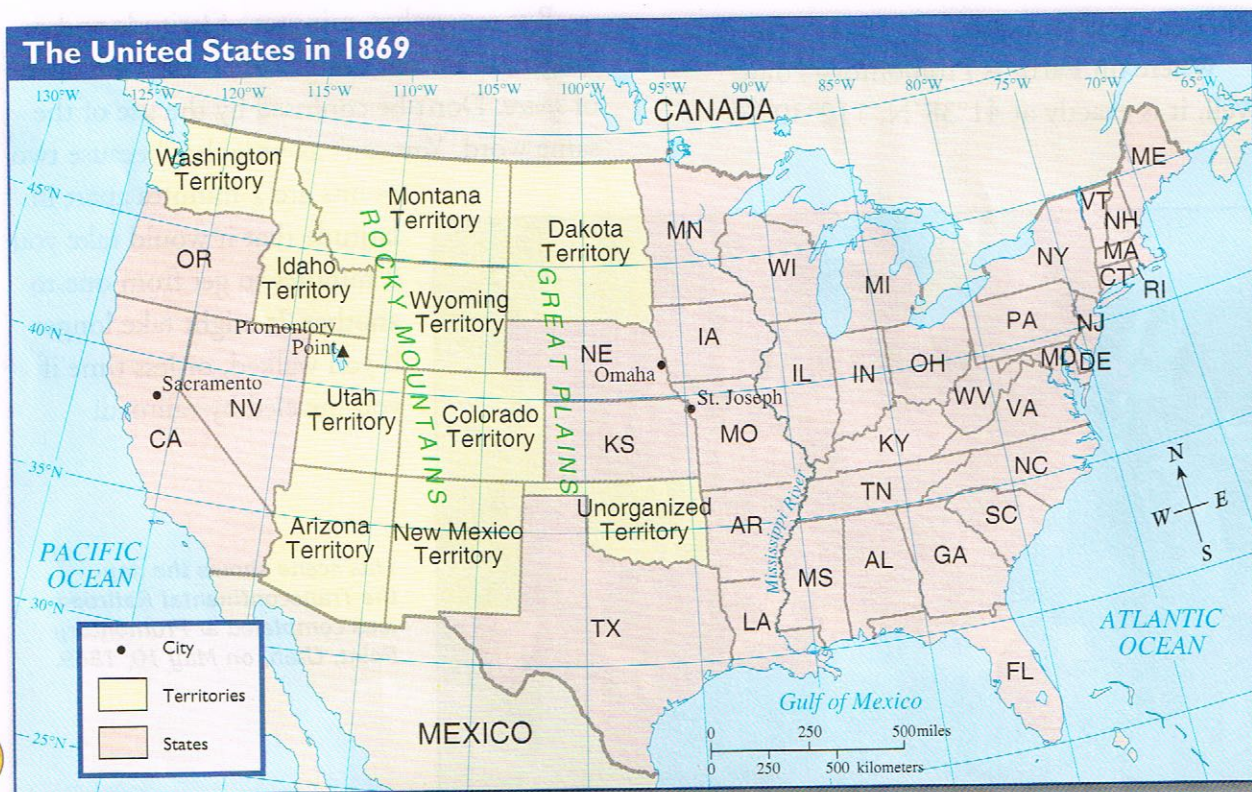 The United States in 1869
130°W
125°W
120°W
115°W
110°W
105°W
100°W
95°W
90°W
85°W
80°W
75°W
70°W
65°W
45°N
40°N
35°N
30°N
25°N
CANADA
Washington
Territory
Montana
Territory
Dakota
Territory
MN
ME
VT
NH
MA
CT
RI
NY
OR
Idaho
Territory
ROCKY MOUNTAINS
Wyoming
Territory
GREAT PLAINS
WI
MI
PA
NJ
Promontory
Point
NE
Omaha
IA
IL
IN
OH
MD
DE
WV
VA
Sacramento
CA
NV
Utah
Territory
Colorado
Territory
KS
St. Joseph
MO
KY
NC
TN
SC
Arizona
Territory
New Mexico
Territory
Unorganized
Territory
AR
Mississippi River
MS
AL
GA
LA
TX
FL
N
W
E
S
PACIFIC
OCEAN
ATLANTIC
OCEAN
Gulf of Mexico
MEXICO
City
Territories
States
0 250 500 miles
0 250 500 kilometers